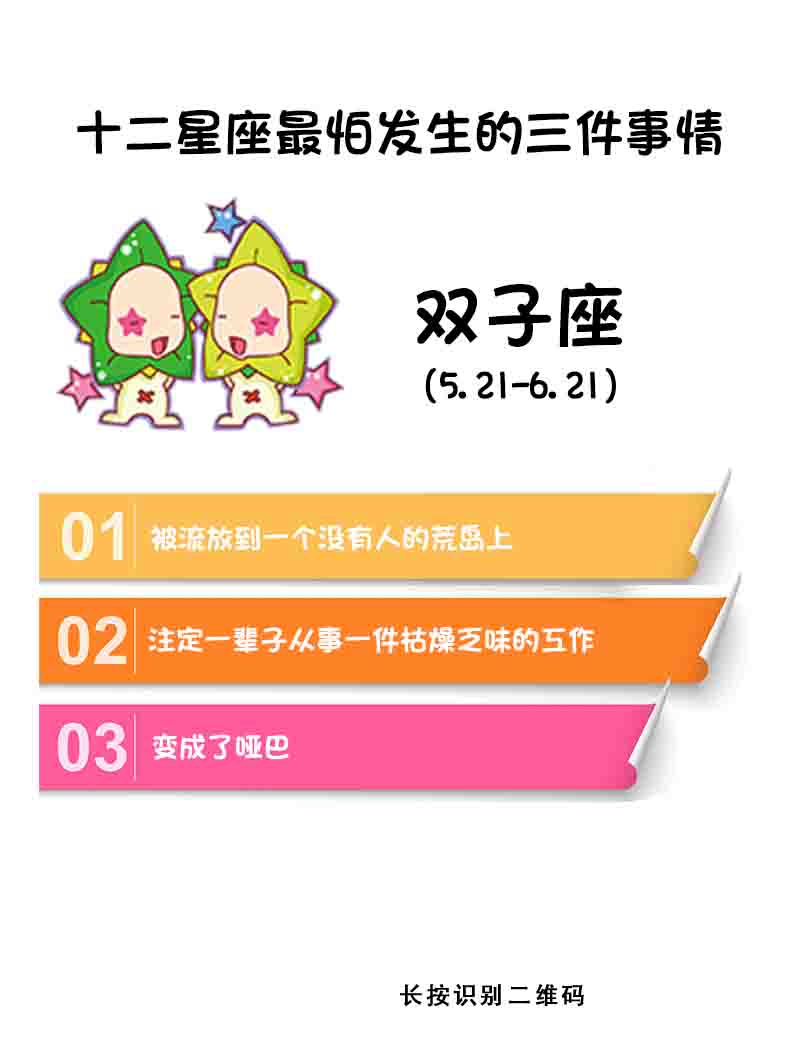 十二星座最怕发生的三件事情
双子座
(5.21-6.21)
01 被流放到一个没有人的荒岛上
02 注定一辈子从事一件枯燥乏味的互作
03 变成了哑巴
长按识别二维码